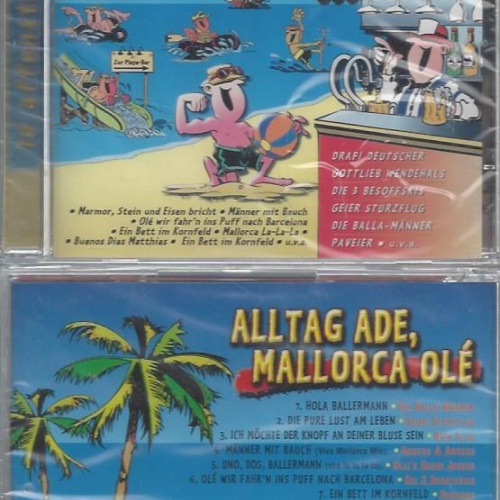 Zur Playa-Bar
DRAFI DEUTSCHER
GOTTLIEB WENDEHALS
DIE 3 BESOFFSKIS
GEIER STURZFLUG
DIE BALLA-MÄNNER
PAVEIER • u.v.a.
• Marmor, Stein und Eisen bricht • Männer mit Bauch
• Olé wir fahr'n ins Puff nach Barcelona
• Ein Bett im Kornfeld • Mallorca La-La-La •
• Buenos Dias Matthias • Ein Bett im Kornfeld • u.v.a.
ALLTAG ADE,
MALLORCA OLÉ
1. HOLA BALLERMANN •
2. DIE PURE LUST AM LEBEN •
3. ICH MÖCHTE DER KNOPF AN DEINER BLUSE SEIN •
4. MÄNNER MIT BAUCH (Viva Mallorca Mix) •
5. UNO, DOS, BALLERMANN
6. OLÉ WIR FAHR'N INS PUFF NACH BARCELONA •
7. EIN BETT IM KORNFELD •